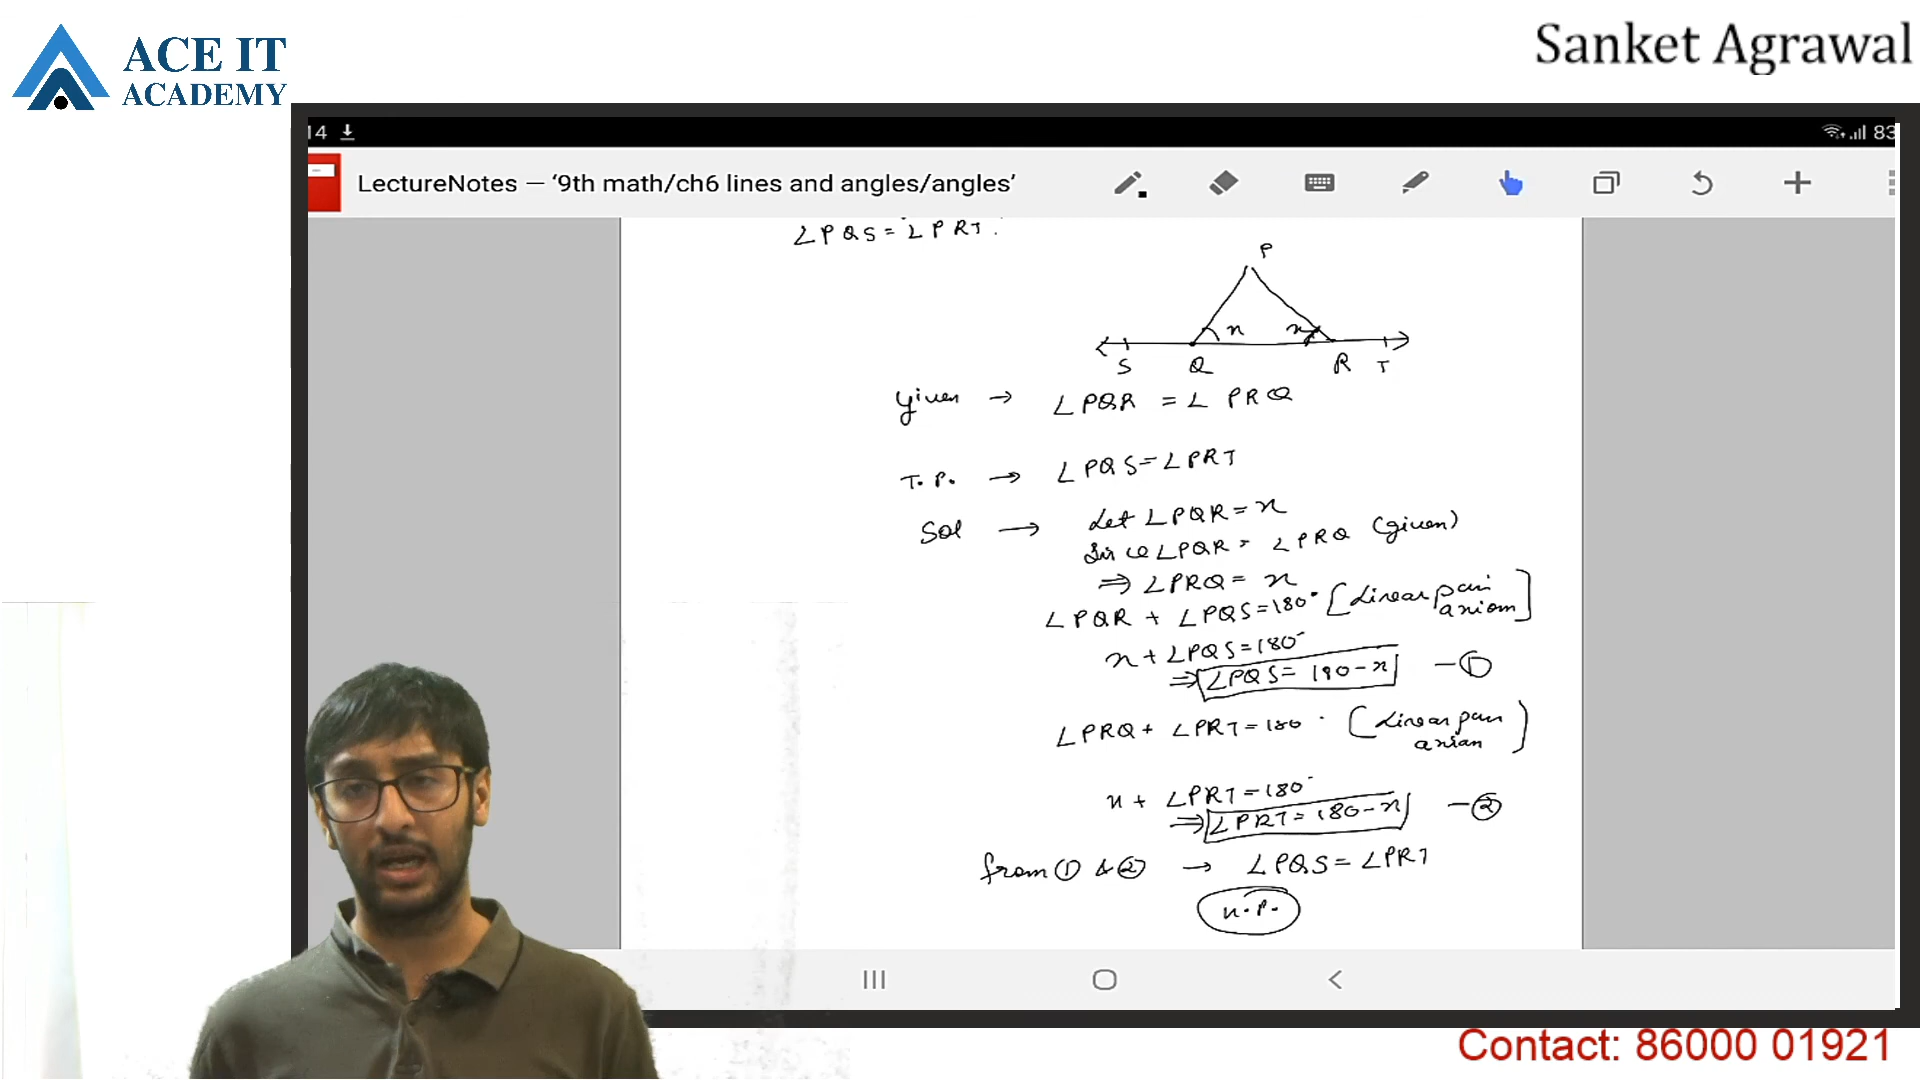 ACE IT
ACADEMY
Sanket Agrawal
14
83
LectureNotes — ‘9th math/ch6 lines and angles/angles’
∠PQS = ∠PRT.
P
x x
S Q R T
Given → ∠PQR = ∠PRQ
T.P. → ∠PQS = ∠PRT
Sol → Let ∠PQR = x
Since ∠PQR = ∠PRQ (given)
⇒ ∠PRQ = x
∠PQR + ∠PQS = 180° [Linear pair
axiom]
x + ∠PQS = 180°
⇒ ∠PQS = 180 - x - ①
∠PRQ + ∠PRT = 180° [Linear pair
axiom]
x + ∠PRT = 180°
⇒ ∠PRT = 180 - x - ②
from ① & ② → ∠PQS = ∠PRT
H.P.
Contact: 86000 01921